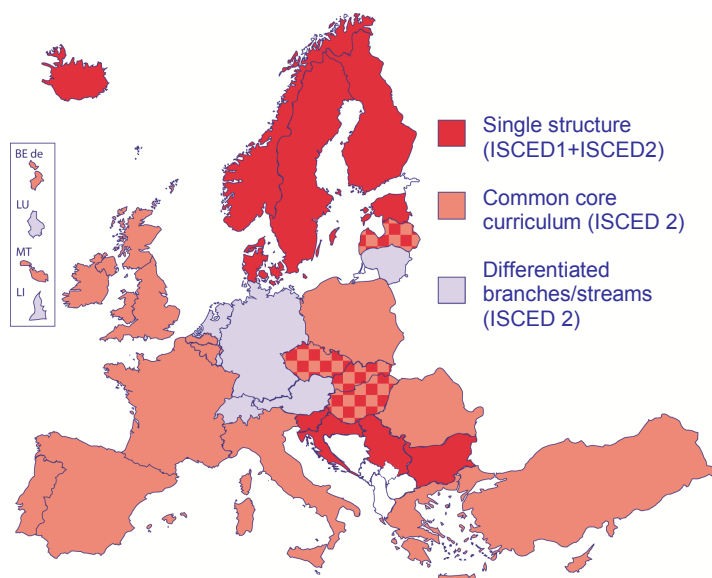 Single structure
(ISCED1+ISCED2)
Common core
curriculum (ISCED 2)
Differentiated
branches/streams
(ISCED 2)
BE de
LU
MT
LI